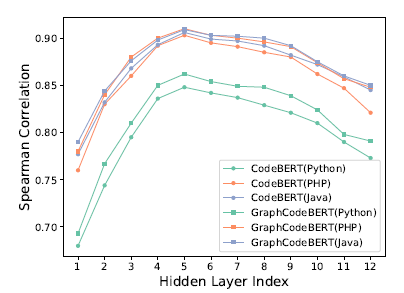 Spearman Correlation
0.90
0.85
0.80
0.75
0.70
CodeBERT(Python)
CodeBERT(PHP)
CodeBERT(Java)
GraphCodeBERT(Python)
GraphCodeBERT(PHP)
GraphCodeBERT(Java)
1 2 3 4 5 6 7 8 9 10 11 12
Hidden Layer Index